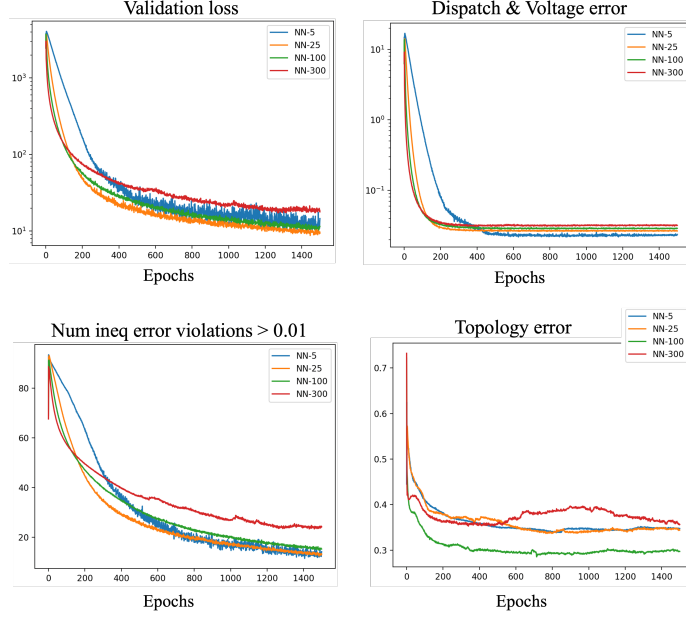 Validation loss
NN-5
NN-25
NN-100
NN-300
10³
10²
10¹
0 200 400 600 800 1000 1200 1400
Epochs
Dispatch & Voltage error
NN-5
NN-25
NN-100
NN-300
10¹
10⁰
10⁻¹
0 200 400 600 800 1000 1200 1400
Epochs
Num ineq error violations > 0.01
NN-5
NN-25
NN-100
NN-300
80
60
40
20
0 200 400 600 800 1000 1200 1400
Epochs
Topology error
NN-5
NN-25
NN-100
NN-300
0.7
0.6
0.5
0.4
0.3
0 200 400 600 800 1000 1200 1400
Epochs